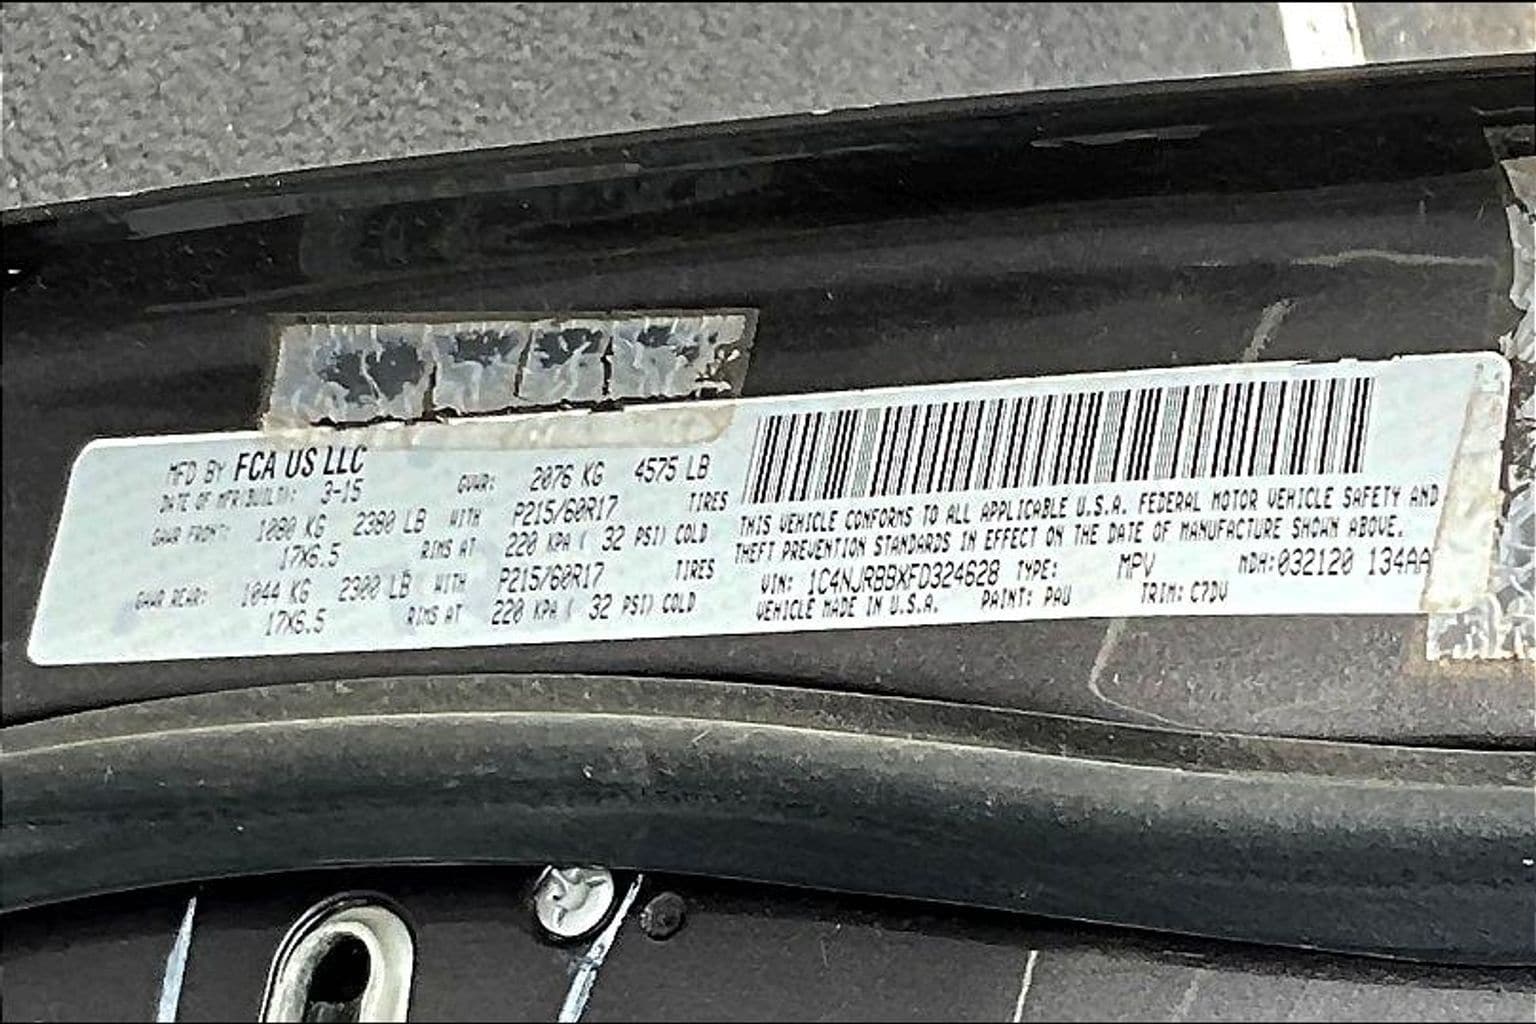 MFD BY FCA US LLC
DATE OF MFR(BUILT): 3-15 GVWR: 2076 KG 4575 LB
GAWR FRONT: 1080 KG 2380 LB WITH P215/60R17 TIRES
17X6.5 RIMS AT 220 KPA ( 32 PSI) COLD
GAWR REAR: 1044 KG 2300 LB WITH P215/60R17 TIRES
17X6.5 RIMS AT 220 KPA ( 32 PSI) COLD
THIS VEHICLE CONFORMS TO ALL APPLICABLE U.S.A. FEDERAL MOTOR VEHICLE SAFETY AND
THEFT PREVENTION STANDARDS IN EFFECT ON THE DATE OF MANUFACTURE SHOWN ABOVE.
VIN: 1C4NJRBBXFD324628 TYPE: MPV MDH:032120 134AA
VEHICLE MADE IN U.S.A. PAINT: PAU TRIM: C7DV